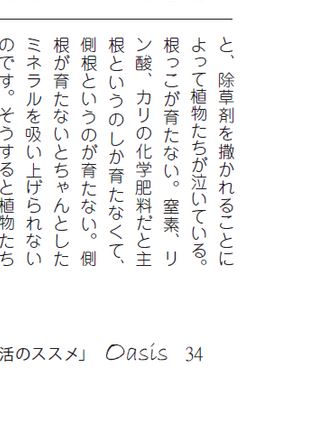 と、除草剤を撒かれることに
よって植物たちが泣いている。
根っこが育たない。窒素、リ
ン酸、カリの化学肥料だと主
根というのしか育たなくて、
側根というのが育たない。側
根が育たないとちゃんとした
ミネラルを吸い上げられない
のです。そうすると植物たち
活のススメ」 Oasis 34